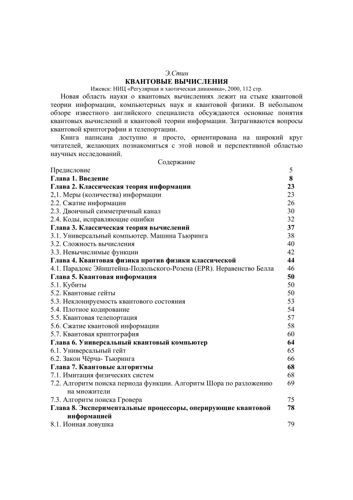 Э.Стин
КВАНТОВЫЕ ВЫЧИСЛЕНИЯ
Ижевск: НИЦ «Регулярная и хаотическая динамика», 2000, 112 стр.
Новая область науки о квантовых вычислениях лежит на стыке квантовой
теории информации, компьютерных наук и квантовой физики. В небольшом
обзоре известного английского специалиста обсуждаются основные понятия
квантовых вычислений и квантовой теории информации. Затрагиваются вопросы
квантовой криптографии и телепортации.
Книга написана доступно и просто, ориентирована на широкий круг
читателей, желающих познакомиться с этой новой и перспективной областью
научных исследований.
Содержание
Предисловие 5
Глава 1. Введение 8
Глава 2. Классическая теория информации 23
2.1. Меры (количества) информации 23
2.2. Сжатие информации 26
2.3. Двоичный симметричный канал 30
2.4. Коды, исправляющие ошибки 32
Глава 3. Классическая теория вычислений 37
3.1. Универсальный компьютер. Машина Тьюринга 38
3.2. Сложность вычислений 40
3.3. Невычислимые функции 42
Глава 4. Квантовая физика против физики классической 44
4.1. Парадокс Эйнштейна-Подольского-Розена (EPR). Неравенство Белла 46
Глава 5. Квантовая информация 50
5.1. Кубиты 50
5.2. Квантовые гейты 50
5.3. Неклонируемость квантового состояния 53
5.4. Плотное кодирование 54
5.5. Квантовая телепортация 57
5.6. Сжатие квантовой информации 58
5.7. Квантовая криптография 60
Глава 6. Универсальный квантовый компьютер 64
6.1. Универсальный гейт 65
6.2. Закон Чёрча- Тьюринга 66
Глава 7. Квантовые алгоритмы 68
7.1. Имитация физических систем 68
7.2. Алгоритм поиска периода функции. Алгоритм Шора по разложению 69
на множители
7.3. Алгоритм поиска Гровера 75
Глава 8. Экспериментальные процессоры, оперирующие квантовой 78
информацией
8.1. Ионная ловушка 79